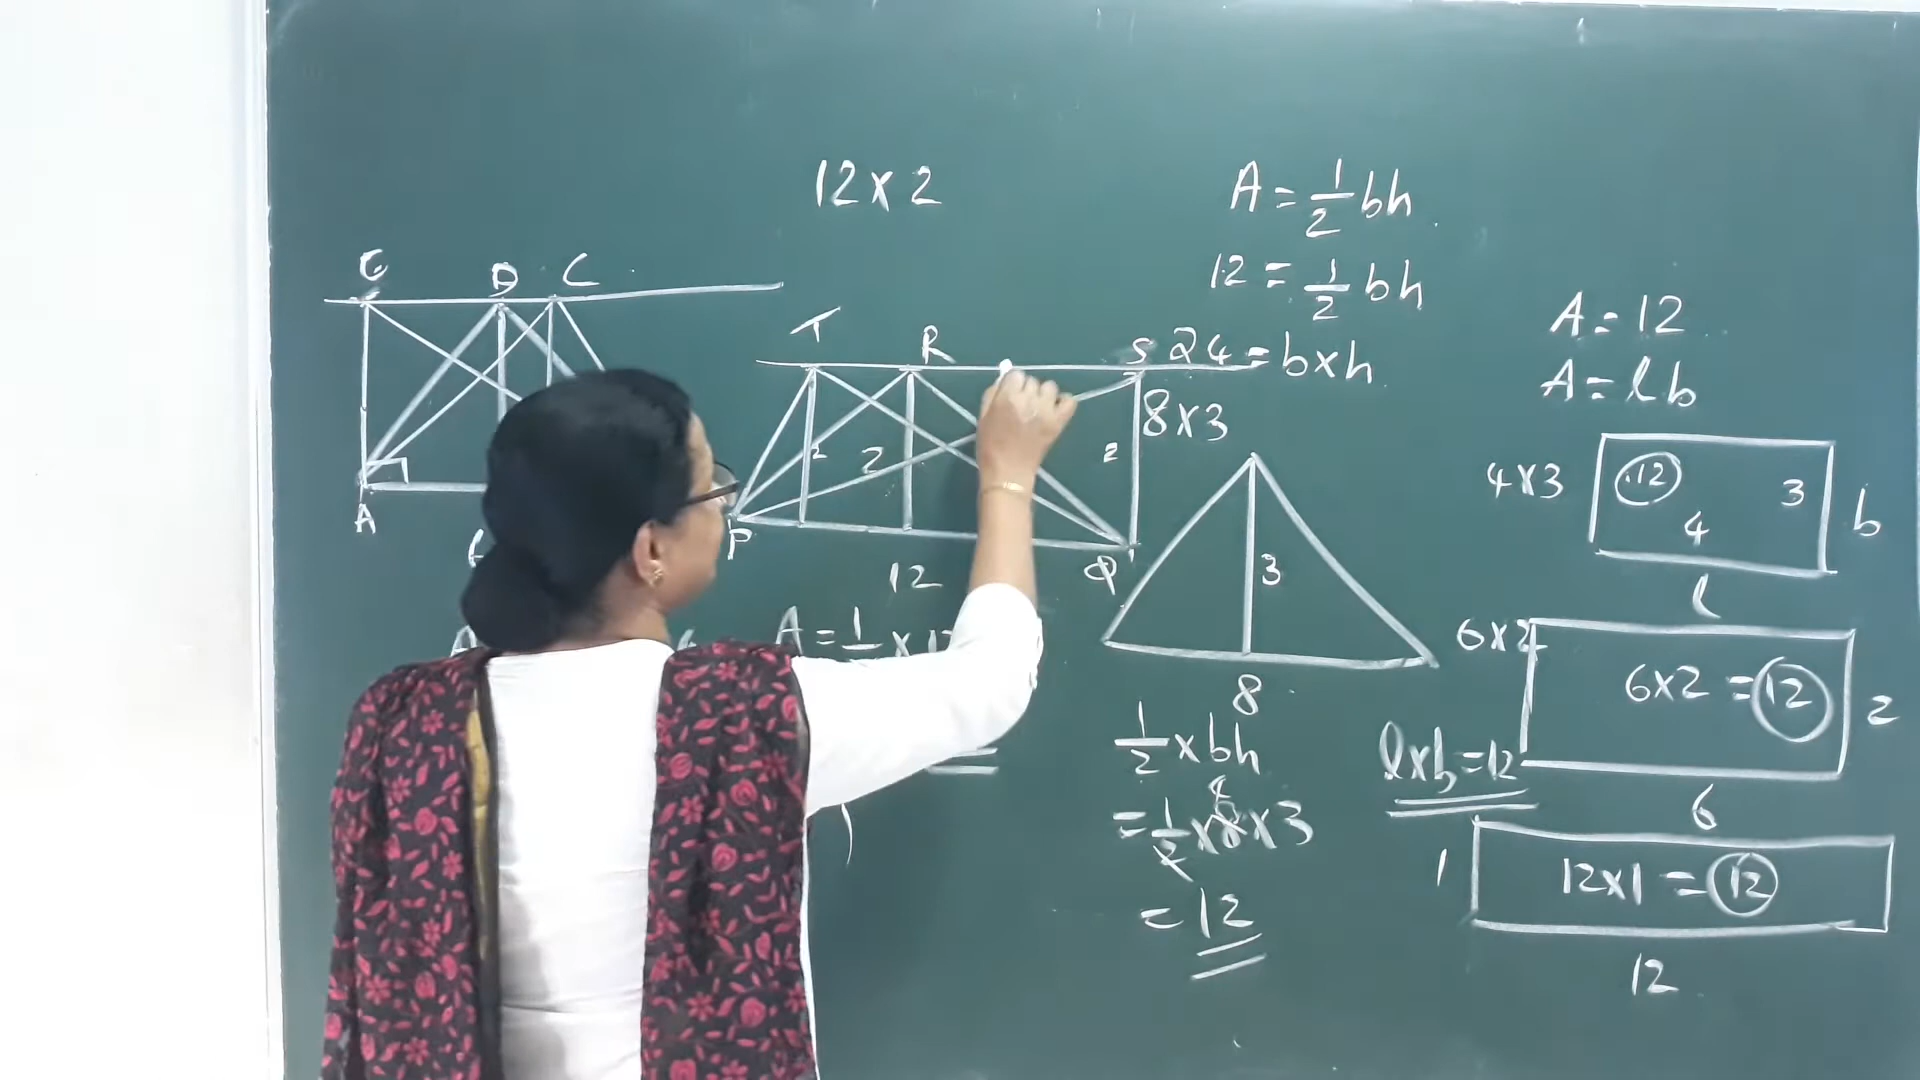 12 x 2
A = 1/2 bh
12 = 1/2 bh
24 = b x h
8 x 3
D C
T R S
2 2 2
A
P Q
12
A = 1
3
8
1/2 x bh
= 1/2 x 8 x 3
4
= 12
A = 12
A = lb
4 x 3
12 3
4
b
l
6 x 2
6 x 2 = 12
2
6
l x b = 12
1
12 x 1 = 12
12